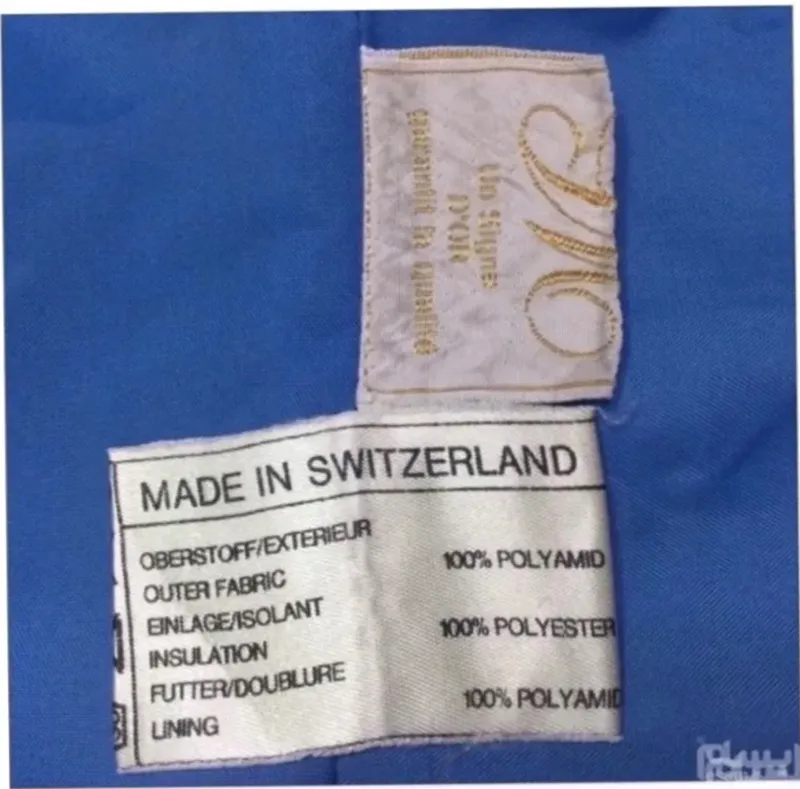 Un Signe
D'OR
Garantit la Qualite
MADE IN SWITZERLAND
OBERSTOFF/EXTERIEUR
OUTER FABRIC
100% POLYAMID
EINLAGE/ISOLANT
INSULATION
100% POLYESTER
FUTTER/DOUBLURE
LINING
100% POLYAMID